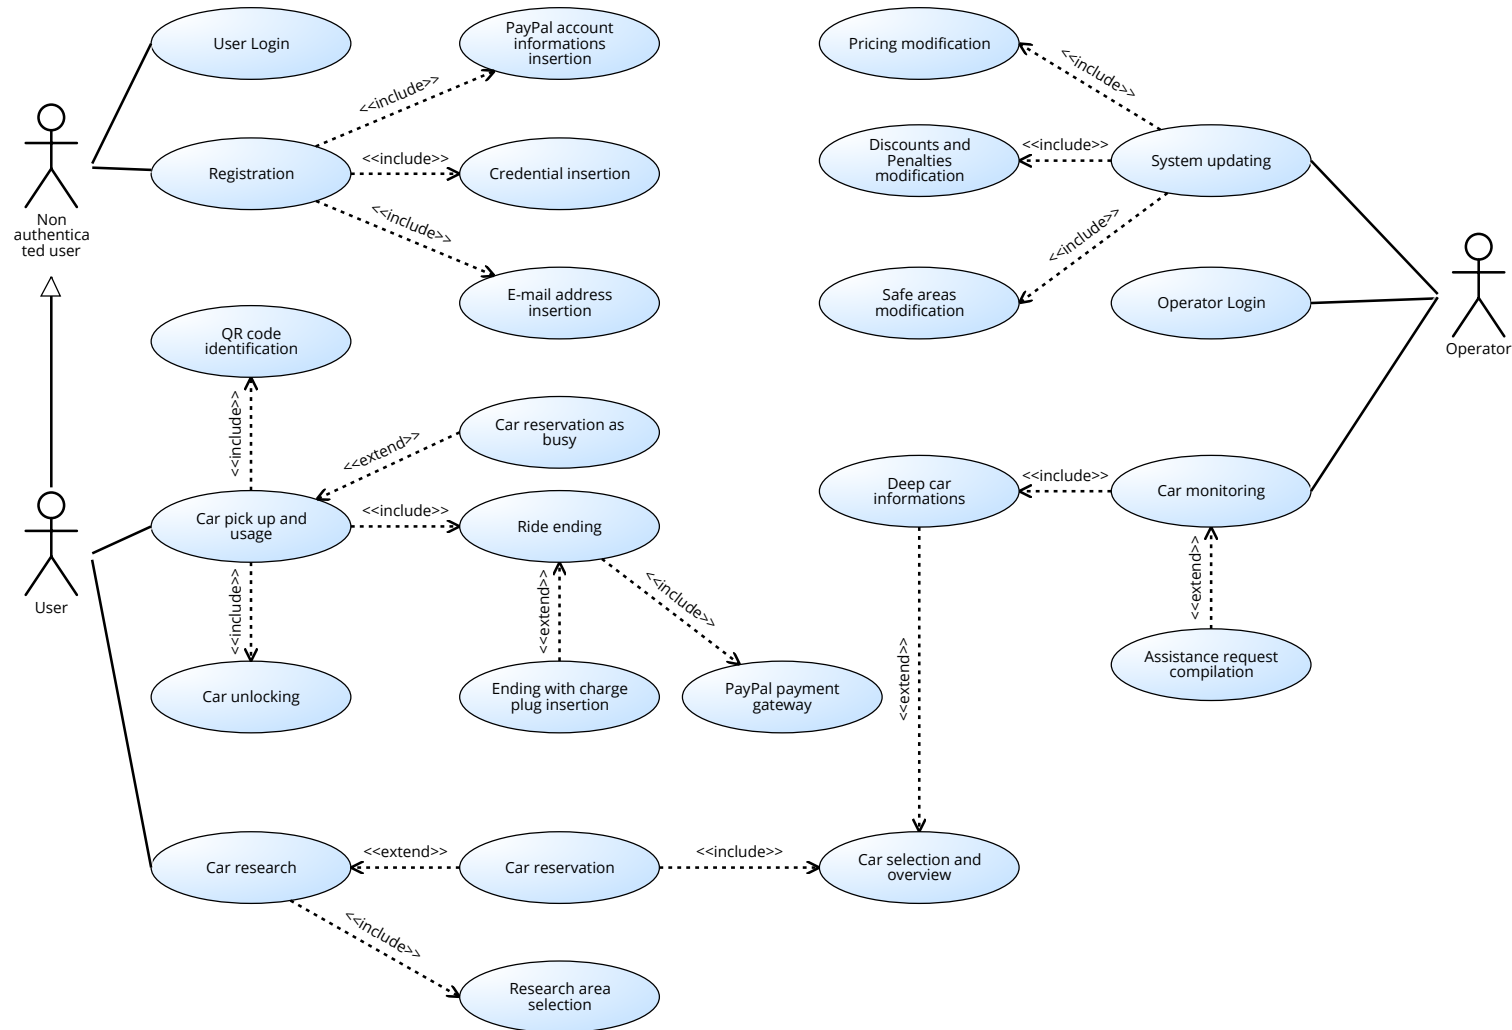 User Login
PayPal account
informations
insertion
Pricing modification
<<include>>
<<include>>
Registration
<<include>>
Credential insertion
Discounts and
Penalties
modification
<<include>>
System updating
Non
authentica
ted user
<<include>>
<<include>>
E-mail address
insertion
Safe areas
modification
Operator Login
Operator
QR code
identification
<<include>>
Car reservation as
busy
<<extend>>
Deep car
informations
<<include>>
Car monitoring
Car pick up and
usage
<<include>>
Ride ending
User
<<include>>
<<extend>>
<<include>>
<<extend>>
<<extend>>
Assistance request
compilation
Car unlocking
Ending with charge
plug insertion
PayPal payment
gateway
Car research
<<extend>>
Car reservation
<<include>>
Car selection and
overview
<<include>>
Research area
selection